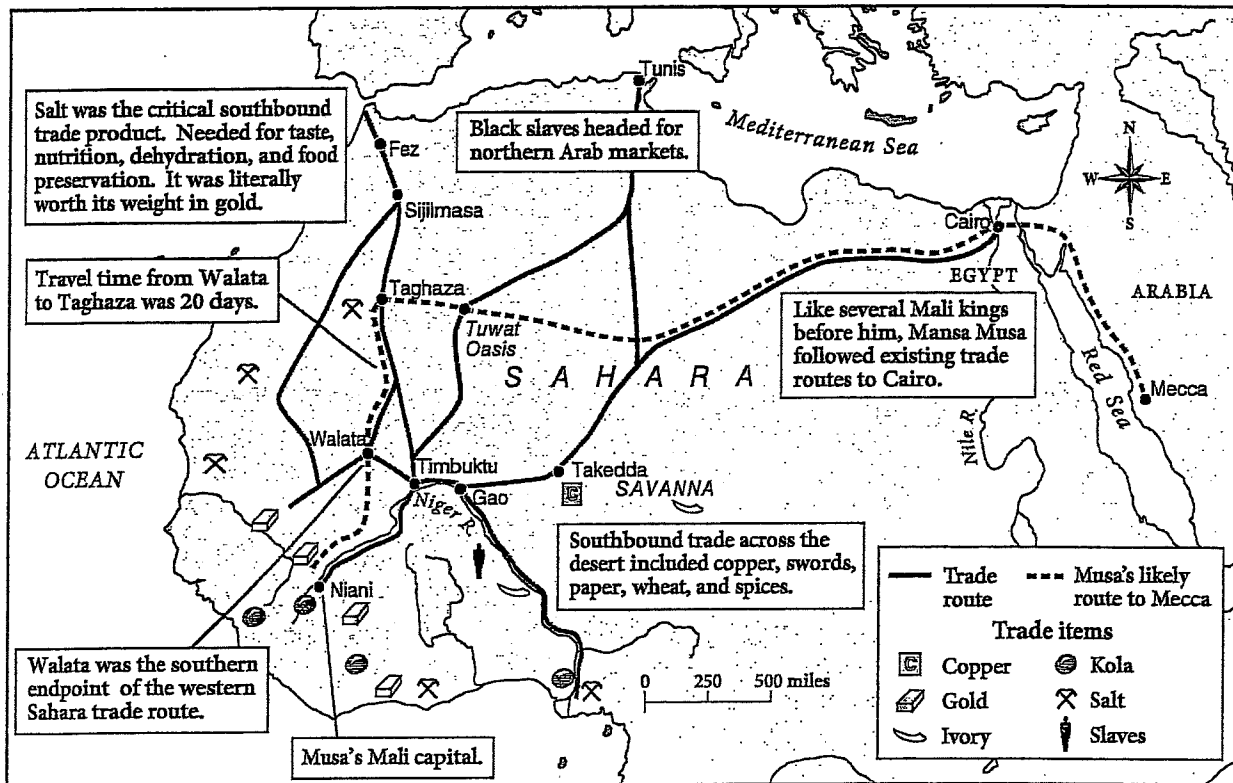 Salt was the critical southbound
trade product. Needed for taste,
nutrition, dehydration, and food
preservation. It was literally
worth its weight in gold.
Tunis
Black slaves headed for
northern Arab markets.
Mediterranean Sea
N
W
E
S
Fez
Sijilmasa
Cairo
EGYPT
ARABIA
Travel time from Walata
to Taghaza was 20 days.
Taghaza
Tuwat
Oasis
Like several Mali kings
before him, Mansa Musa
followed existing trade
routes to Cairo.
SAHARA
Red Sea
Mecca
Nile R.
ATLANTIC
OCEAN
Walata
Timbuktu
Niger R.
Gao
Takedda
C
SAVANNA
Southbound trade across the
desert included copper, swords,
paper, wheat, and spices.
Niani
Walata was the southern
endpoint of the western
Sahara trade route.
Musa's Mali capital.
0 250 500 miles
Trade
route
Musa's likely
route to Mecca
Trade items
C Copper
Kola
Gold
Salt
Ivory
Slaves